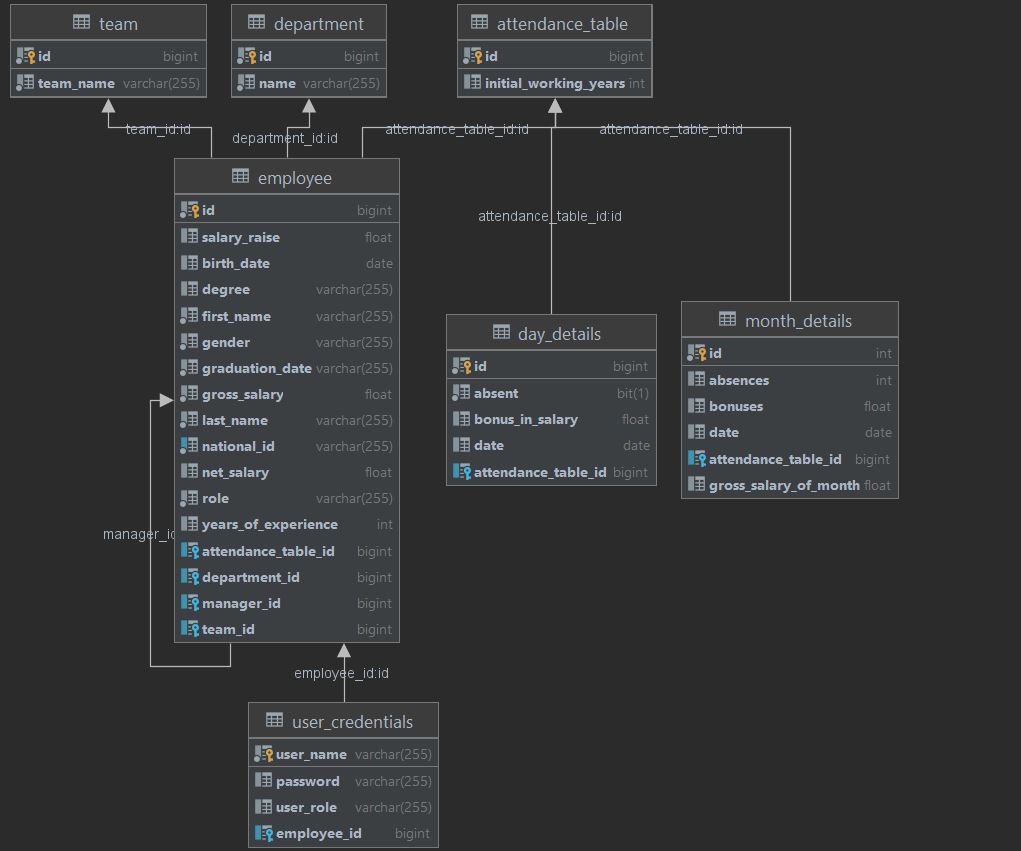 team
id bigint
team_name varchar(255)
department
id bigint
name varchar(255)
attendance_table
id bigint
initial_working_years int
team_id:id
department_id:id
attendance_table_id:id
attendance_table_id:id
attendance_table_id:id
employee
id bigint
salary_raise float
birth_date date
degree varchar(255)
first_name varchar(255)
gender varchar(255)
graduation_date varchar(255)
gross_salary float
last_name varchar(255)
national_id varchar(255)
net_salary float
role varchar(255)
years_of_experience int
attendance_table_id bigint
department_id bigint
manager_id bigint
team_id bigint
manager_id
day_details
id bigint
absent bit(1)
bonus_in_salary float
date date
attendance_table_id bigint
month_details
id int
absences int
bonuses float
date date
attendance_table_id bigint
gross_salary_of_month float
employee_id:id
user_credentials
user_name varchar(255)
password varchar(255)
user_role varchar(255)
employee_id bigint